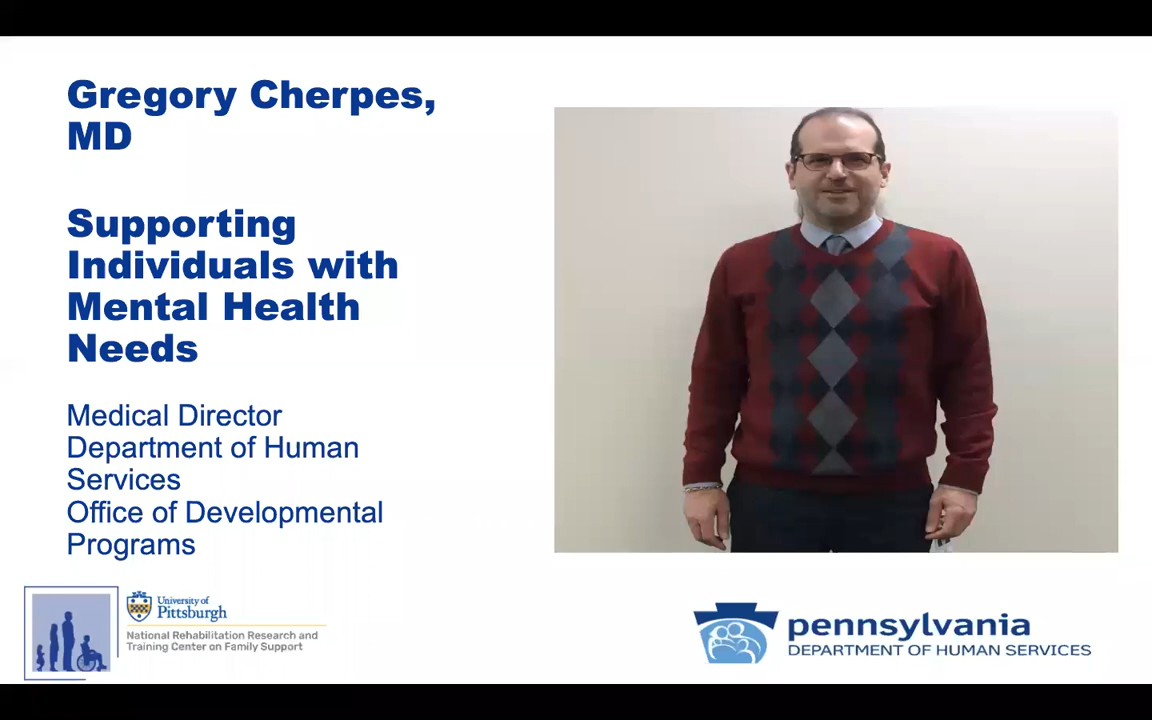 Gregory Cherpes,
MD
Supporting
Individuals with
Mental Health
Needs
Medical Director
Department of Human
Services
Office of Developmental
Programs
University of
Pittsburgh
National Rehabilitation Research and
Training Center on Family Support
pennsylvania
DEPARTMENT OF HUMAN SERVICES